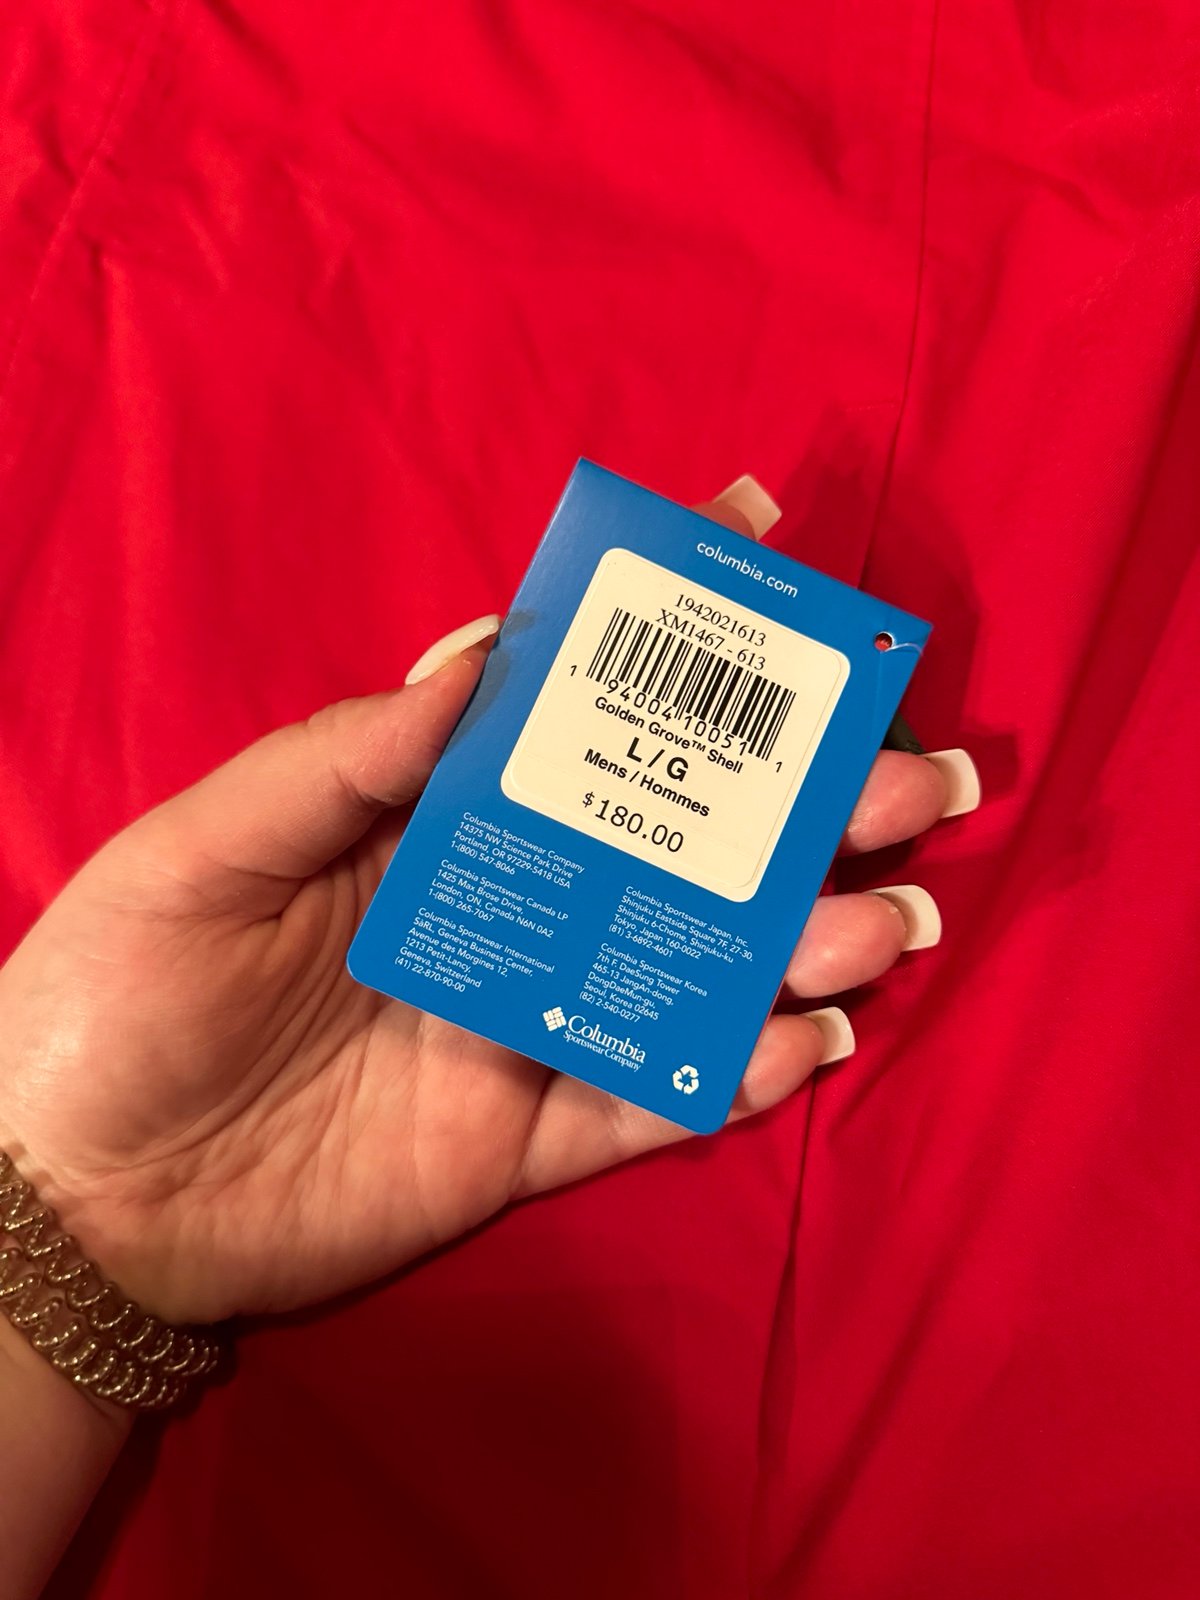 columbia.com
1942021613
XM1467 - 613
1 94004 10051 1
Golden Grove™ Shell
L / G
Mens / Hommes
$180.00
Columbia Sportswear Company
14375 NW Science Park Drive
Portland, OR 97229-5418 USA
1-(800) 547-8066
Columbia Sportswear Canada LP
1425 Max Brose Drive,
London, ON, Canada N6N 0A2
1-(800) 265-7067
Columbia Sportswear International
SàRL, Geneva Business Center,
Avenue des Morgines 12,
1213 Petit-Lancy,
Geneva, Switzerland
(41) 22-870-90-00
Columbia Sportswear Japan, Inc.
Shinjuku Eastside Square 7F, 27-30,
Shinjuku 6-Chome, Shinjuku-ku
Tokyo, Japan 160-0022
(81) 3-6892-4601
Columbia Sportswear Korea
7th F. DaeSung Tower
465-13 JangAn-dong,
DongDaeMun-gu,
Seoul, Korea 02645
(82) 2-540-0277
Columbia
Sportswear Company